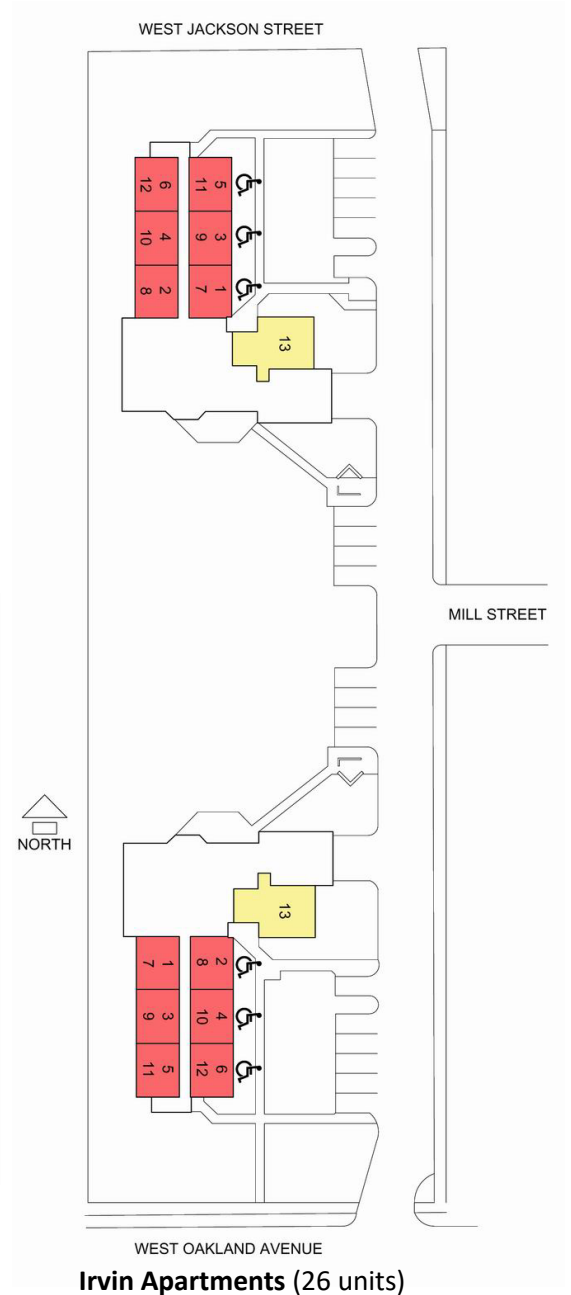 WEST JACKSON STREET
12 6 11 5
10 4 9 3
8 2 7 1
13
MILL STREET
NORTH
13
7 1 8 2
9 3 10 4
11 5 12 6
WEST OAKLAND AVENUE
Irvin Apartments (26 units)